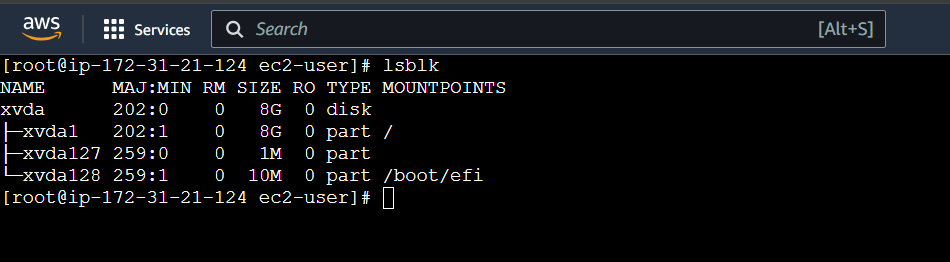 aws Services Search [Alt+S]
[root@ip-172-31-21-124 ec2-user]# lsblk
NAME      MAJ:MIN RM SIZE RO TYPE MOUNTPOINTS
xvda      202:0    0   8G  0 disk
├─xvda1   202:1    0   8G  0 part /
├─xvda127 259:0    0   1M  0 part
└─xvda128 259:1    0  10M  0 part /boot/efi
[root@ip-172-31-21-124 ec2-user]#